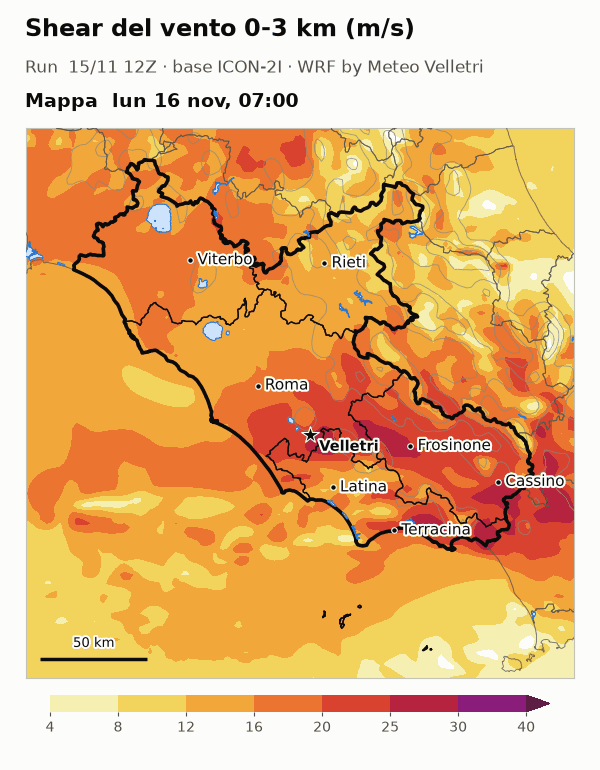 Shear del vento 0-3 km (m/s)
Run  15/11 12Z · base ICON-2I · WRF by Meteo Velletri
Mappa  lun 16 nov, 07:00
Viterbo
Rieti
Roma
Velletri
Frosinone
Latina
Cassino
Terracina
50 km
4 8 12 16 20 25 30 40